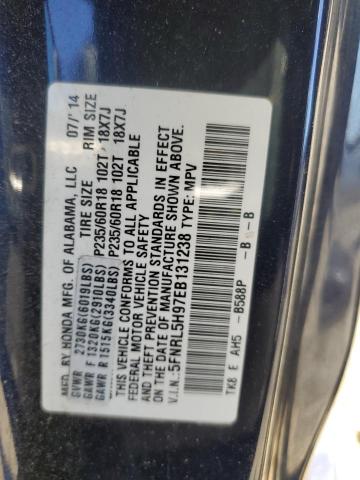 MFD. BY HONDA MFG. OF ALABAMA, LLC 07/'14
GVWR 2730KG(6019LBS) TIRE SIZE RIM SIZE
GAWR F 1320KG(2910LBS) P235/60R18 102T 18X7J
GAWR R 1515KG(3340LBS) P235/60R18 102T 18X7J
THIS VEHICLE CONFORMS TO ALL APPLICABLE
FEDERAL MOTOR VEHICLE SAFETY
AND THEFT PREVENTION STANDARDS IN EFFECT
ON THE DATE OF MANUFACTURE SHOWN ABOVE.
V.I.N.:5FNRL5H97EB131238 TYPE: MPV
TK8 E AH5 -B588P -B -B